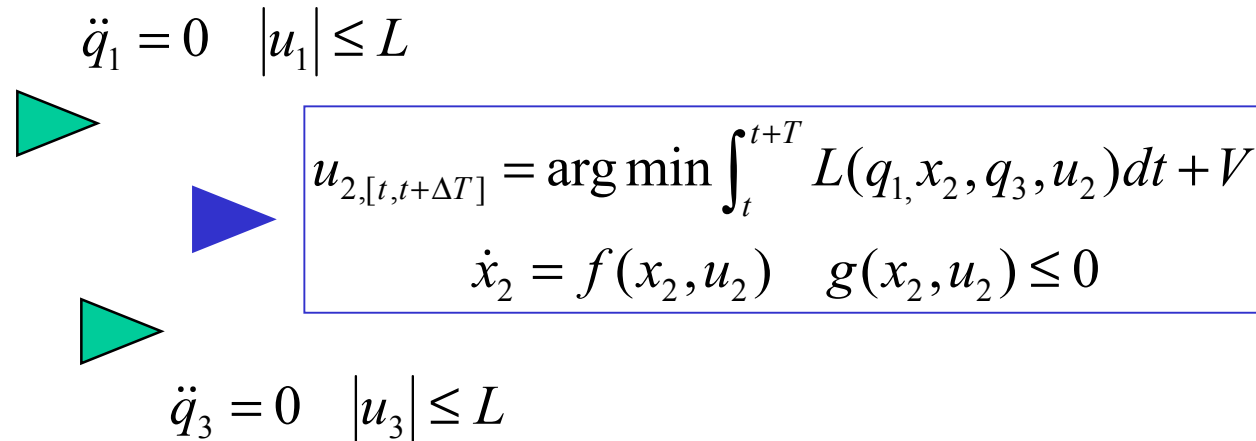 q̈₁ = 0 |u₁| ≤ L
u₂,[t,t+ΔT] = arg min ∫ₜᵗ⁺ᵀ L(q₁, x₂, q₃, u₂)dt + V
ẋ₂ = f(x₂, u₂) g(x₂, u₂) ≤ 0
q̈₃ = 0 |u₃| ≤ L